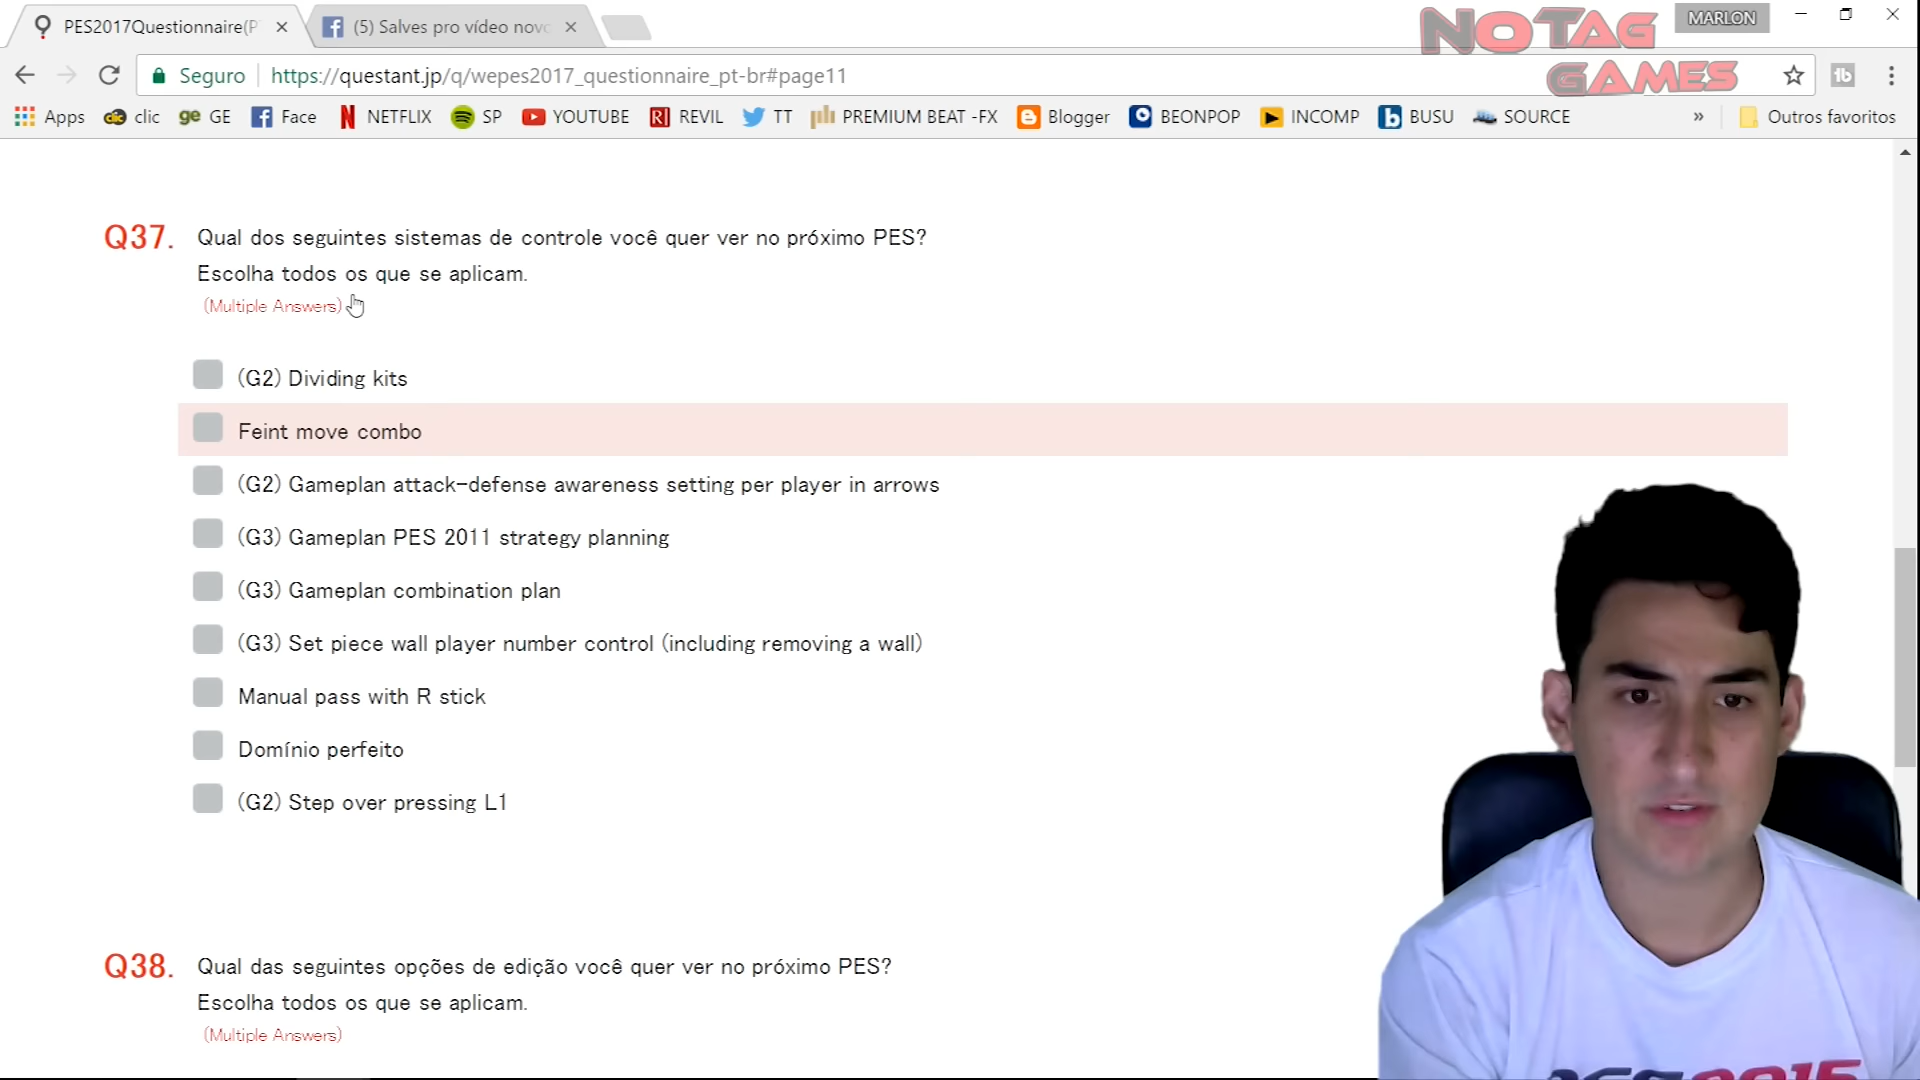 PES2017Questionnaire(P
(5) Salves pro vídeo novo
NoTAG
GAMES
MARLON
Seguro
https://questant.jp/q/wepes2017_questionnaire_pt-br#page11
Apps
clic
ge GE
Face
NETFLIX
SP
YOUTUBE
REVIL
TT
PREMIUM BEAT -FX
Blogger
BEONPOP
INCOMP
BUSU
SOURCE
»
Outros favoritos
Q37. Qual dos seguintes sistemas de controle você quer ver no próximo PES?
Escolha todos os que se aplicam.
(Multiple Answers)
(G2) Dividing kits
Feint move combo
(G2) Gameplan attack-defense awareness setting per player in arrows
(G3) Gameplan PES 2011 strategy planning
(G3) Gameplan combination plan
(G3) Set piece wall player number control (including removing a wall)
Manual pass with R stick
Domínio perfeito
(G2) Step over pressing L1
Q38. Qual das seguintes opções de edição você quer ver no próximo PES?
Escolha todos os que se aplicam.
(Multiple Answers)